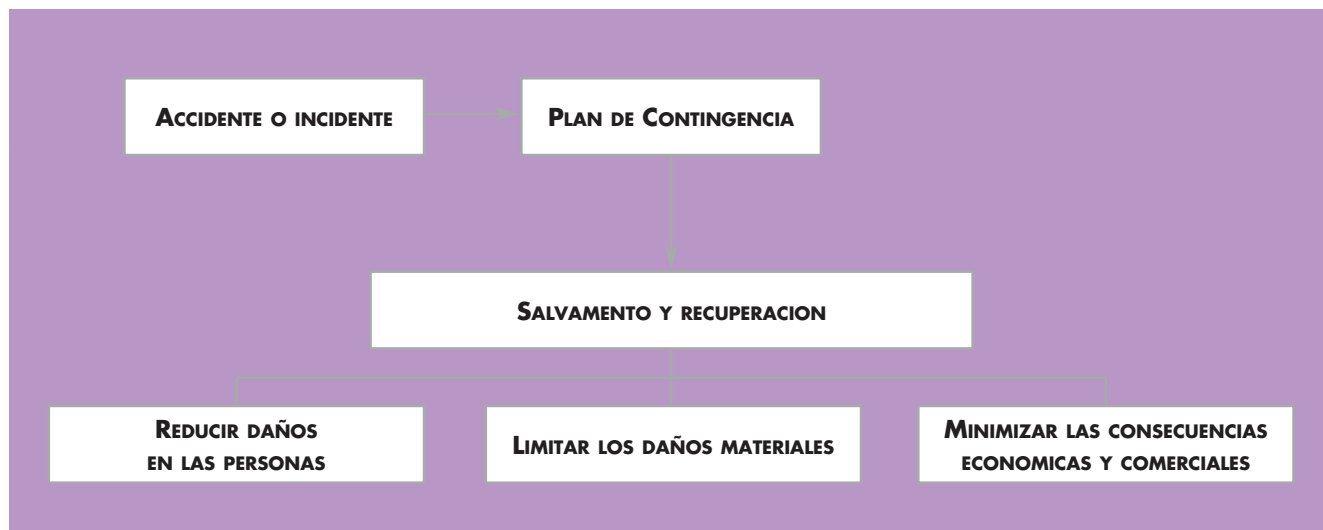 ACCIDENTE O INCIDENTE
PLAN DE CONTINGENCIA
SALVAMENTO Y RECUPERACION
REDUCIR DAÑOS
EN LAS PERSONAS
LIMITAR LOS DAÑOS MATERIALES
MINIMIZAR LAS CONSECUENCIAS
ECONOMICAS Y COMERCIALES